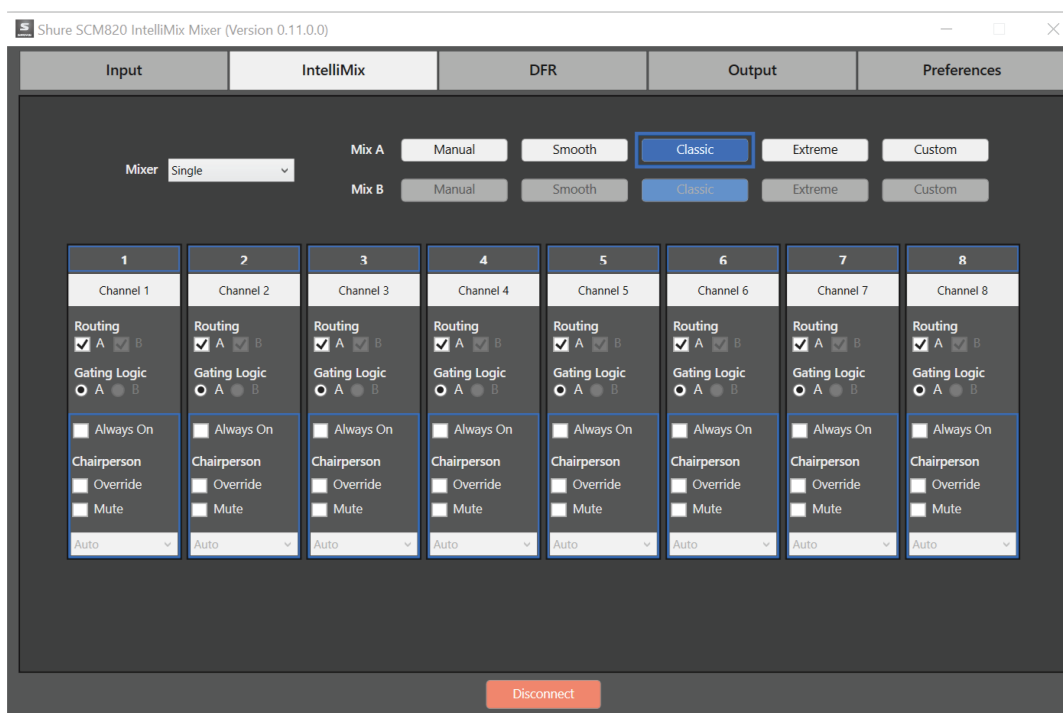 Shure SCM820 IntelliMix Mixer (Version 0.11.0.0)
Input IntelliMix DFR Output Preferences
Mix A Manual Smooth Classic Extreme Custom
Mixer Single
Mix B Manual Smooth Classic Extreme Custom
1 2 3 4 5 6 7 8
Channel 1 Channel 2 Channel 3 Channel 4 Channel 5 Channel 6 Channel 7 Channel 8
Routing Routing Routing Routing Routing Routing Routing Routing
A B A B A B A B A B A B A B A B
Gating Logic Gating Logic Gating Logic Gating Logic Gating Logic Gating Logic Gating Logic Gating Logic
A B A B A B A B A B A B A B A B
Always On Always On Always On Always On Always On Always On Always On Always On
Chairperson Chairperson Chairperson Chairperson Chairperson Chairperson Chairperson Chairperson
Override Override Override Override Override Override Override Override
Mute Mute Mute Mute Mute Mute Mute Mute
Auto Auto Auto Auto Auto Auto Auto Auto
Disconnect